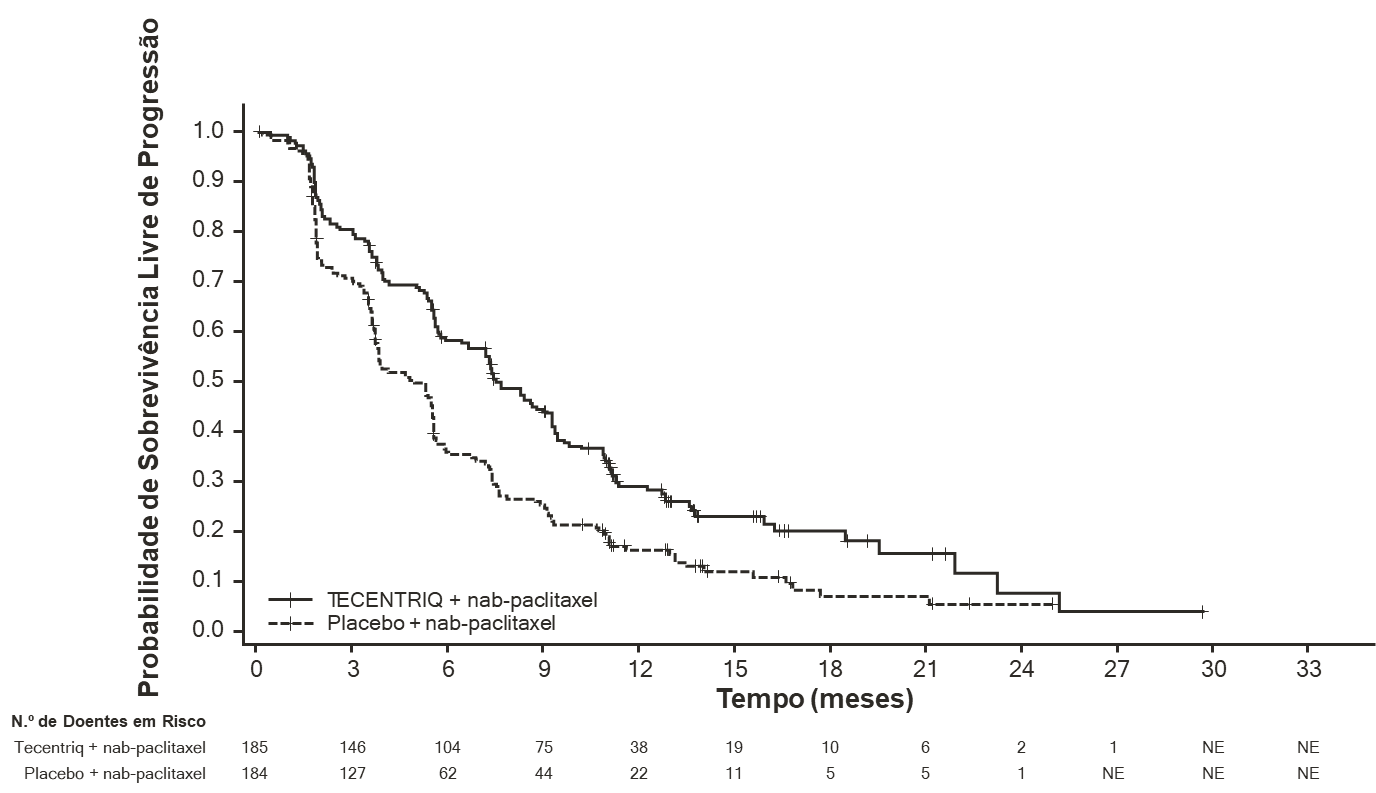 Probabilidade de Sobrevivência Livre de Progressão
1.0
0.9
0.8
0.7
0.6
0.5
0.4
0.3
0.2
0.1
0.0
TECENTRIQ + nab-paclitaxel
Placebo + nab-paclitaxel
0 3 6 9 12 15 18 21 24 27 30 33
Tempo (meses)
N.º de Doentes em Risco
Tecentriq + nab-paclitaxel 185 146 104 75 38 19 10 6 2 1 NE NE
Placebo + nab-paclitaxel 184 127 62 44 22 11 5 5 1 NE NE NE